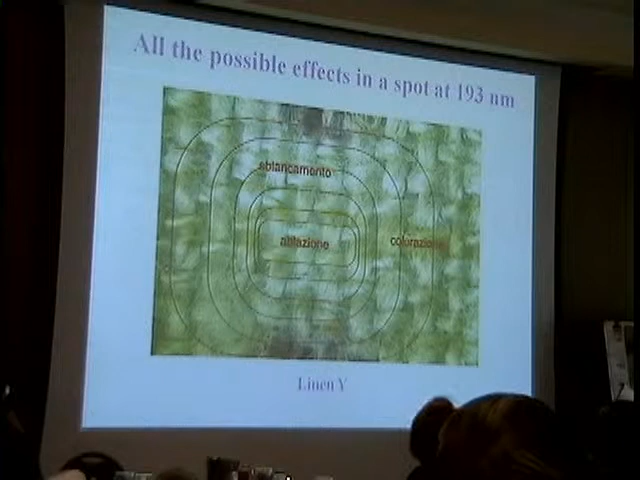 All the possible effects in a spot at 193 nm
sbiancamento
ablazione
colorazione
Linen Y